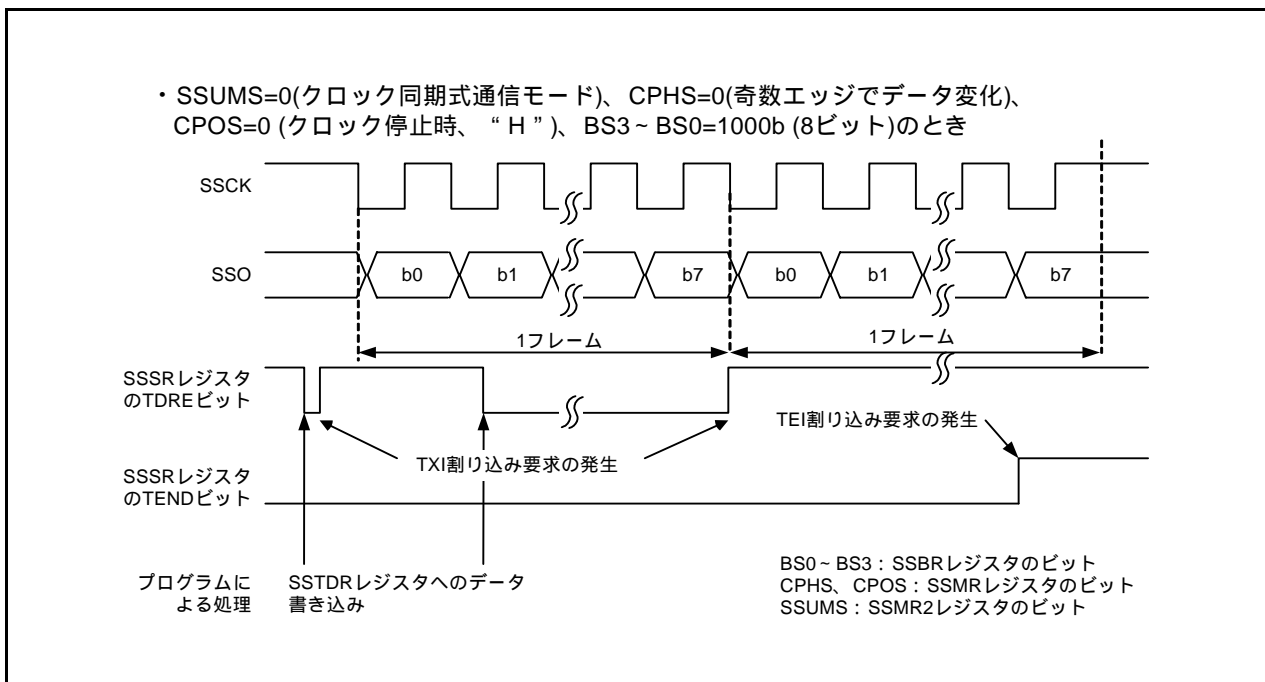 ・SSUMS=0(クロック同期式通信モード)、CPHS=0(奇数エッジでデータ変化)、
CPOS=0 (クロック停止時、“H”)、BS3~BS0=1000b (8ビット)のとき
SSCK
SSO
b0
b1
b7
b0
b1
b7
1フレーム
1フレーム
SSSRレジスタ
のTDREビット
TEI割り込み要求の発生
TXI割り込み要求の発生
SSSRレジスタ
のTENDビット
プログラムに
よる処理
SSTDRレジスタへのデータ
書き込み
BS0~BS3:SSBRレジスタのビット
CPHS、CPOS:SSMRレジスタのビット
SSUMS:SSMR2レジスタのビット